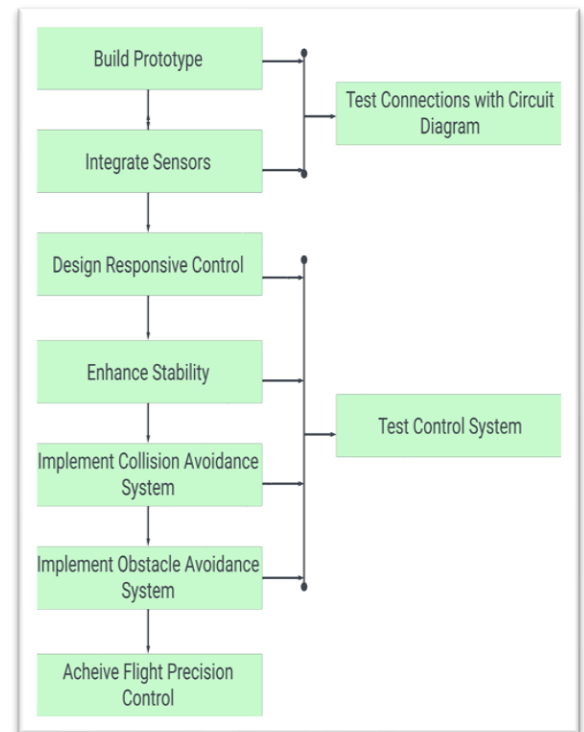 Build Prototype
Test Connections with Circuit
Diagram
Integrate Sensors
Design Responsive Control
Enhance Stability
Test Control System
Implement Collision Avoidance
System
Implement Obstacle Avoidance
System
Acheive Flight Precision
Control